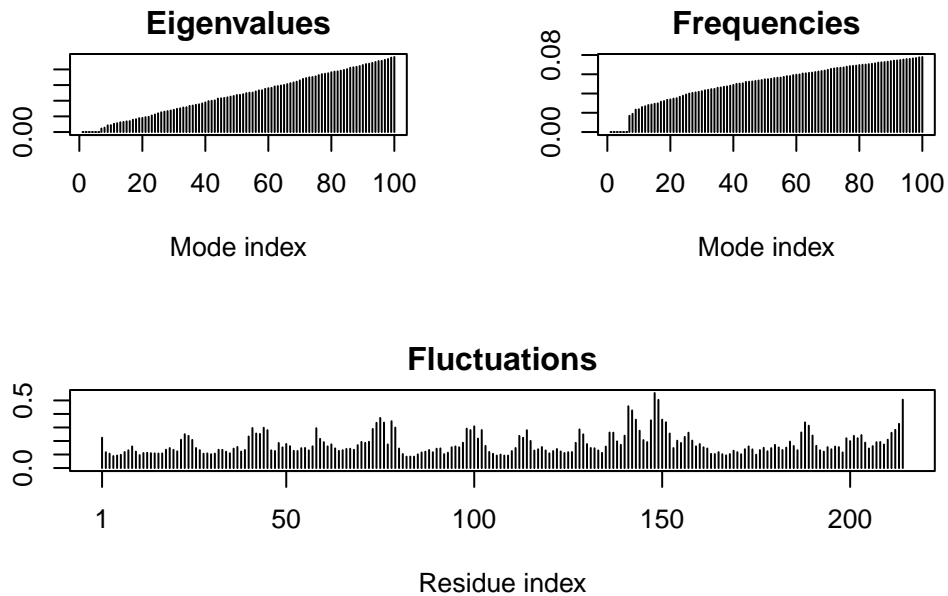 Eigenvalues
0.00
0 20 40 60 80 100
Mode index
Frequencies
0.00 0.08
0 20 40 60 80 100
Mode index
Fluctuations
0.0 0.5
1 50 100 150 200
Residue index